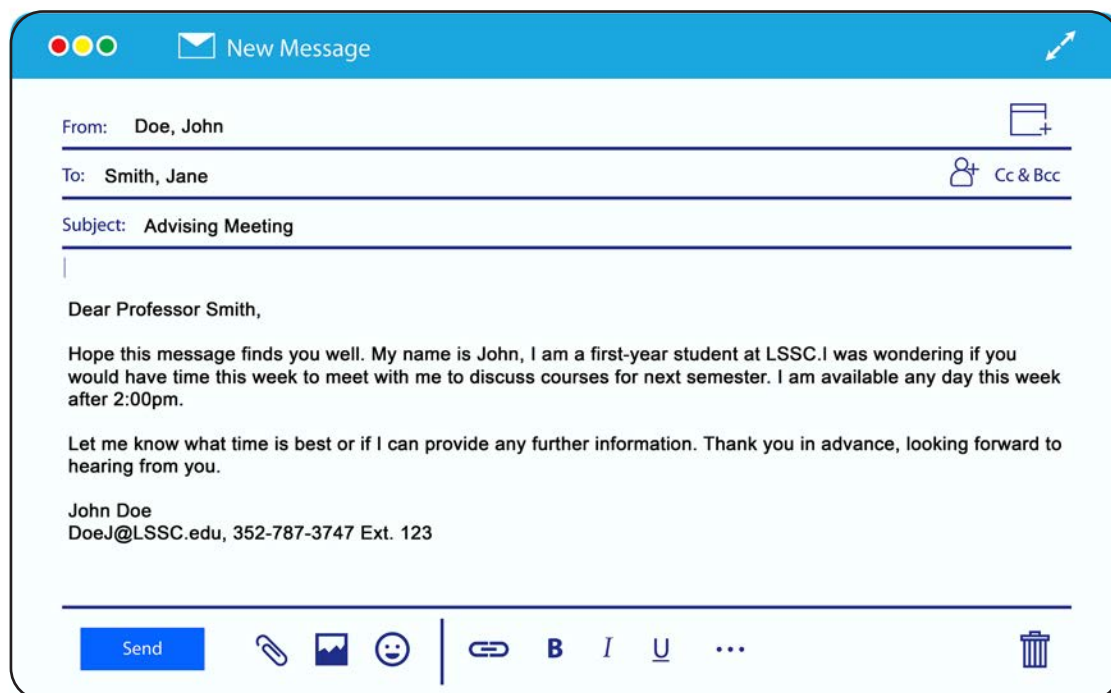 New Message
From: Doe, John
To: Smith, Jane
Cc & Bcc
Subject: Advising Meeting
Dear Professor Smith,
Hope this message finds you well. My name is John, I am a first-year student at LSSC.I was wondering if you
would have time this week to meet with me to discuss courses for next semester. I am available any day this week
after 2:00pm.
Let me know what time is best or if I can provide any further information. Thank you in advance, looking forward to
hearing from you.
John Doe
DoeJ@LSSC.edu, 352-787-3747 Ext. 123
Send
B I U